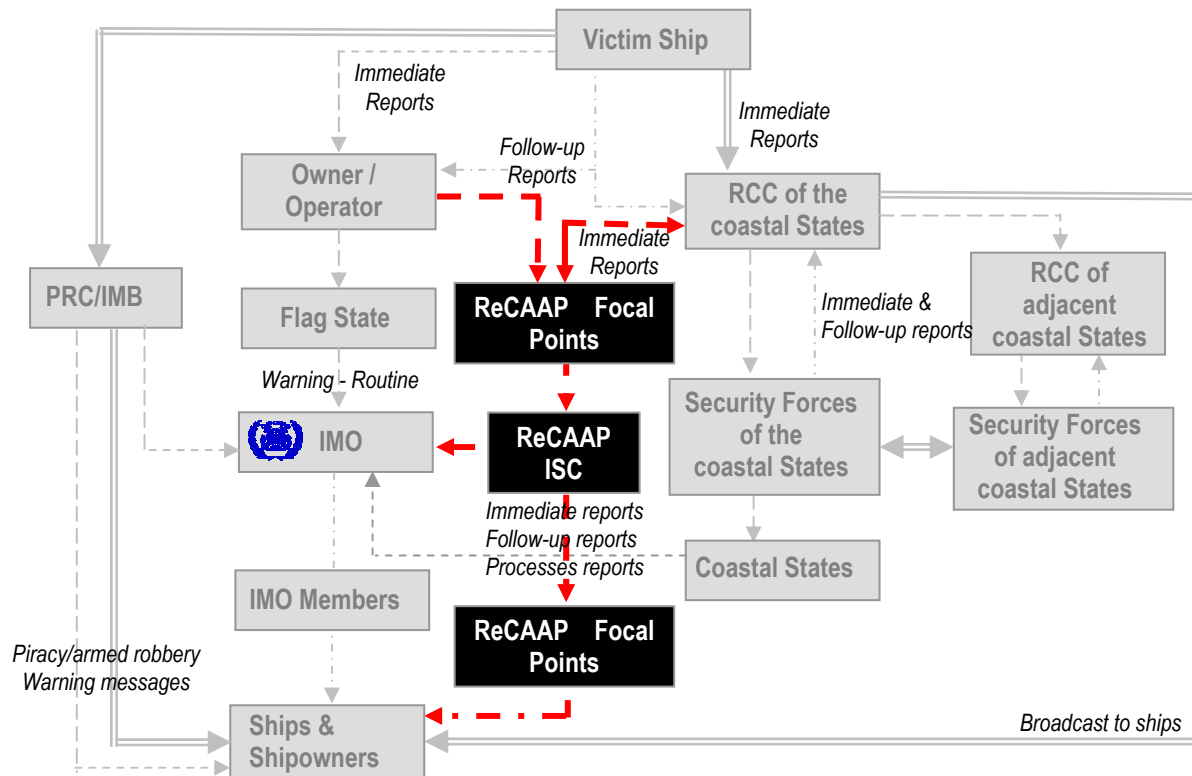 Victim Ship
Immediate
Reports
Immediate
Reports
Follow-up
Reports
Owner /
Operator
RCC of the
coastal States
Immediate
Reports
PRC/IMB
Flag State
ReCAAP Focal
Points
Immediate &
Follow-up reports
RCC of
adjacent
coastal States
Warning - Routine
IMO
ReCAAP
ISC
Security Forces
of the
coastal States
Security Forces
of adjacent
coastal States
Immediate reports
Follow-up reports
Processes reports
Coastal States
IMO Members
ReCAAP Focal
Points
Piracy/armed robbery
Warning messages
Ships &
Shipowners
Broadcast to ships